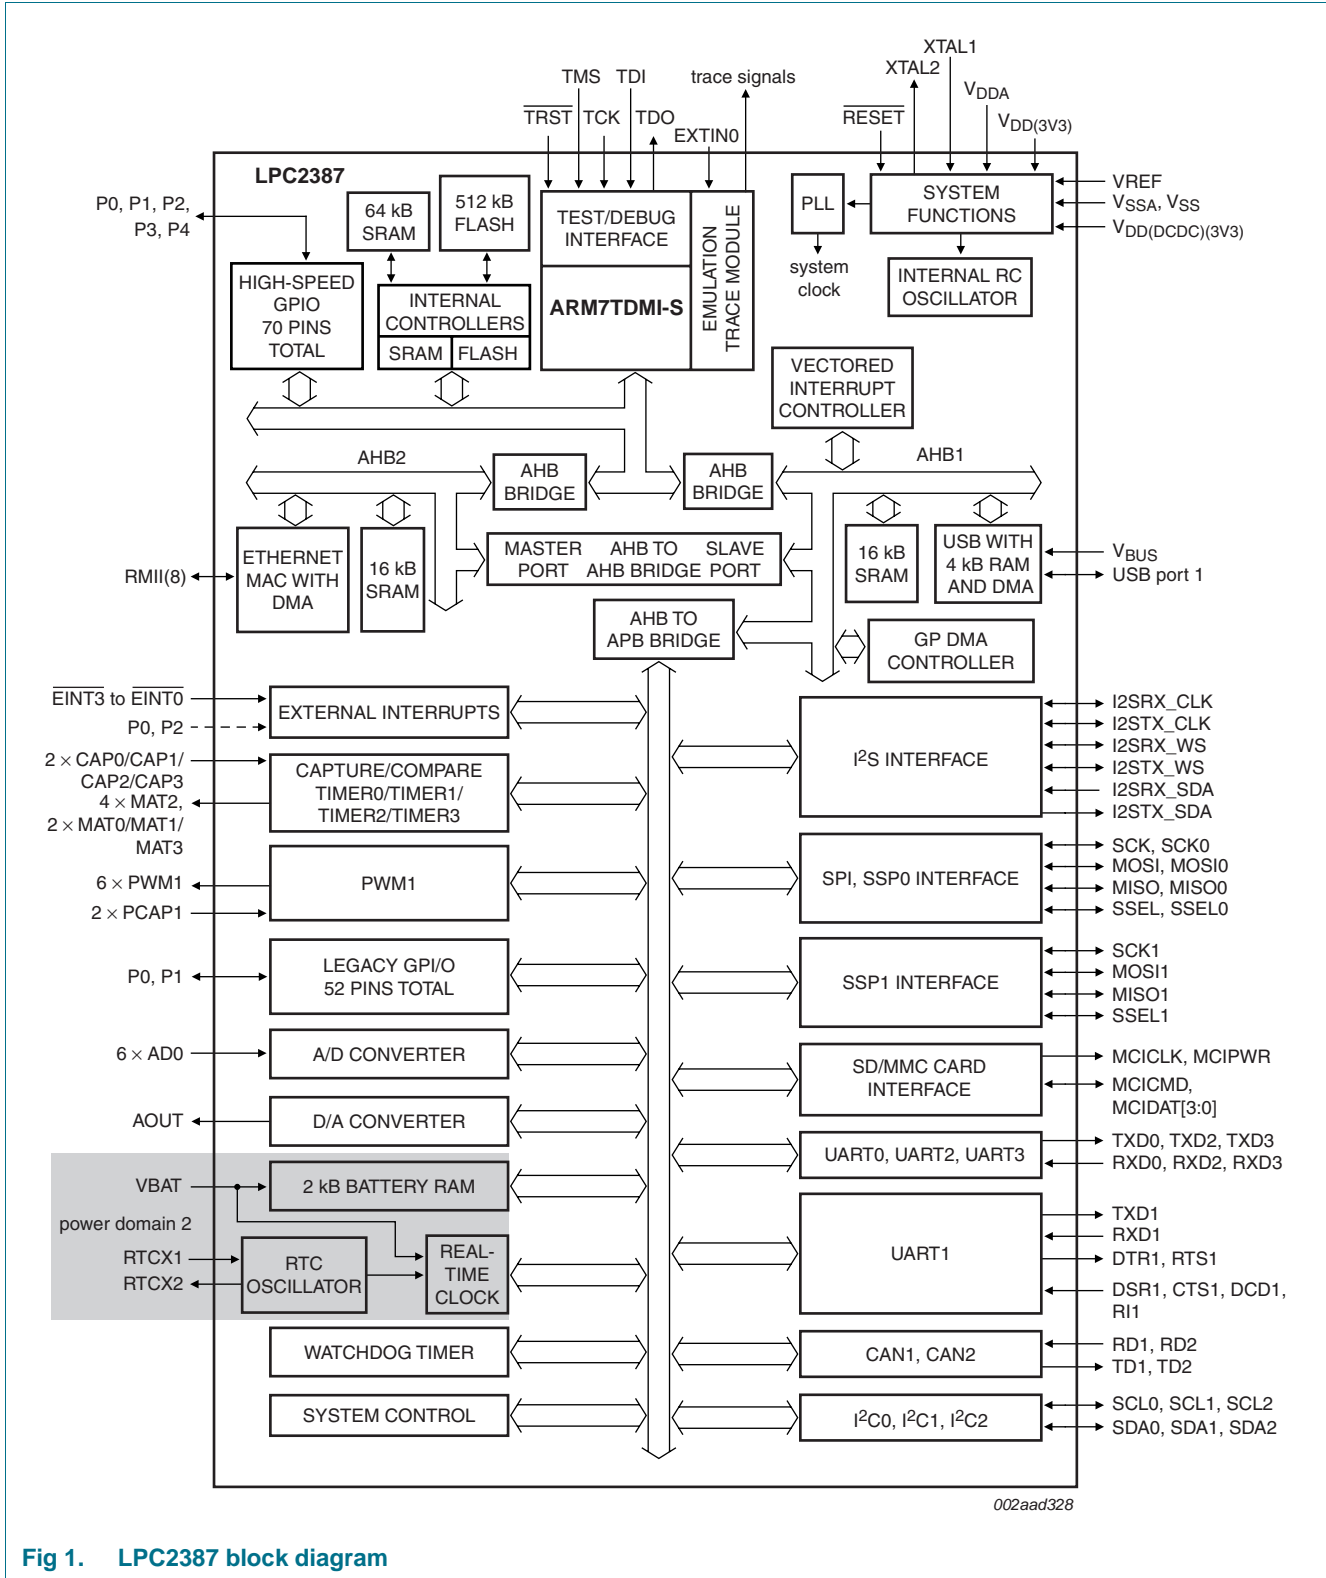 XTAL1
XTAL2
TMS TDI
trace signals
VDDA
TRST TCK TDO
RESET
VDD(3V3)
EXTIN0
LPC2387
P0, P1, P2,
P3, P4
64 kB
SRAM
512 kB
FLASH
TEST/DEBUG
INTERFACE
EMULATION
TRACE MODULE
PLL
SYSTEM
FUNCTIONS
VREF
VSSA, VSS
VDD(DCDC)(3V3)
system
clock
HIGH-SPEED
GPIO
70 PINS
TOTAL
INTERNAL
CONTROLLERS
SRAM FLASH
ARM7TDMI-S
INTERNAL RC
OSCILLATOR
VECTORED
INTERRUPT
CONTROLLER
AHB2
AHB
BRIDGE
AHB
BRIDGE
AHB1
ETHERNET
MAC WITH
DMA
16 kB
SRAM
MASTER
PORT
AHB TO
AHB BRIDGE
SLAVE
PORT
16 kB
SRAM
USB WITH
4 kB RAM
AND DMA
VBUS
USB port 1
RMII(8)
AHB TO
APB BRIDGE
GP DMA
CONTROLLER
EINT3 to EINT0
P0, P2
EXTERNAL INTERRUPTS
2 × CAP0/CAP1/
CAP2/CAP3
4 × MAT2,
2 × MAT0/MAT1/
MAT3
CAPTURE/COMPARE
TIMER0/TIMER1/
TIMER2/TIMER3
I2S INTERFACE
I2SRX_CLK
I2STX_CLK
I2SRX_WS
I2STX_WS
I2SRX_SDA
I2STX_SDA
6 × PWM1
2 × PCAP1
PWM1
SPI, SSP0 INTERFACE
SCK, SCK0
MOSI, MOSI0
MISO, MISO0
SSEL, SSEL0
P0, P1
LEGACY GPI/O
52 PINS TOTAL
SSP1 INTERFACE
SCK1
MOSI1
MISO1
SSEL1
6 × AD0
A/D CONVERTER
SD/MMC CARD
INTERFACE
MCICLK, MCIPWR
MCICMD,
MCIDAT[3:0]
AOUT
D/A CONVERTER
UART0, UART2, UART3
TXD0, TXD2, TXD3
RXD0, RXD2, RXD3
VBAT
2 kB BATTERY RAM
power domain 2
RTCX1
RTCX2
RTC
OSCILLATOR
REAL-
TIME
CLOCK
UART1
TXD1
RXD1
DTR1, RTS1
DSR1, CTS1, DCD1,
RI1
WATCHDOG TIMER
CAN1, CAN2
RD1, RD2
TD1, TD2
SYSTEM CONTROL
I2C0, I2C1, I2C2
SCL0, SCL1, SCL2
SDA0, SDA1, SDA2
002aad328
Fig 1. LPC2387 block diagram